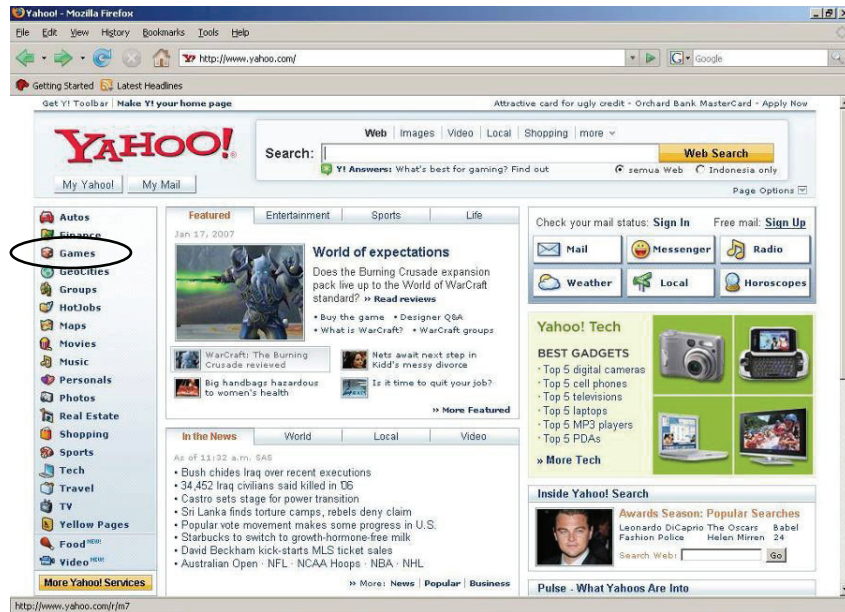 Yahoo! - Mozilla Firefox
File Edit View History Bookmarks Tools Help
http://www.yahoo.com/
Google
Getting Started Latest Headlines
Get Y! Toolbar | Make Y! your home page
Attractive card for ugly credit - Orchard Bank MasterCard - Apply Now
YAHOO!
My Yahoo! My Mail
Web | Images | Video | Local | Shopping | more
Search: Web Search
Y! Answers: What's best for gaming? Find out
semua Web Indonesia only
Page Options
Autos
Finance
Games
GeoCities
Groups
HotJobs
Maps
Movies
Music
Personals
Photos
Real Estate
Shopping
Sports
Tech
Travel
TV
Yellow Pages
Food NEW!
Video NEW!
More Yahoo! Services
Featured Entertainment Sports Life
Jan 17, 2007
World of expectations
Does the Burning Crusade expansion
pack live up to the World of WarCraft
standard? » Read reviews
• Buy the game • Designer Q&A
• What is WarCraft? • WarCraft groups
WarCraft: The Burning
Crusade reviewed
Nets await next step in
Kidd's messy divorce
Big handbags hazardous
to women's health
Is it time to quit your job?
» More Featured
In the News World Local Video
As of 11:32 a.m. SAS
• Bush chides Iraq over recent executions
• 34,452 Iraq civilians said killed in '06
• Castro sets stage for power transition
• Sri Lanka finds torture camps, rebels deny claim
• Popular vote movement makes some progress in U.S.
• Starbucks to switch to growth-hormone-free milk
• David Beckham kick-starts MLS ticket sales
• Australian Open · NFL · NCAA Hoops · NBA · NHL
» More: News | Popular | Business
Check your mail status: Sign In Free mail: Sign Up
Mail Messenger Radio
Weather Local Horoscopes
Yahoo! Tech
BEST GADGETS
· Top 5 digital cameras
· Top 5 cell phones
· Top 5 televisions
· Top 5 laptops
· Top 5 MP3 players
· Top 5 PDAs
» More Tech
Inside Yahoo! Search
Awards Season: Popular Searches
Leonardo DiCaprio The Oscars Babel
Fashion Police Helen Mirren 24
Search Web: Go
Pulse - What Yahoos Are Into
http://www.yahoo.com/r/m7